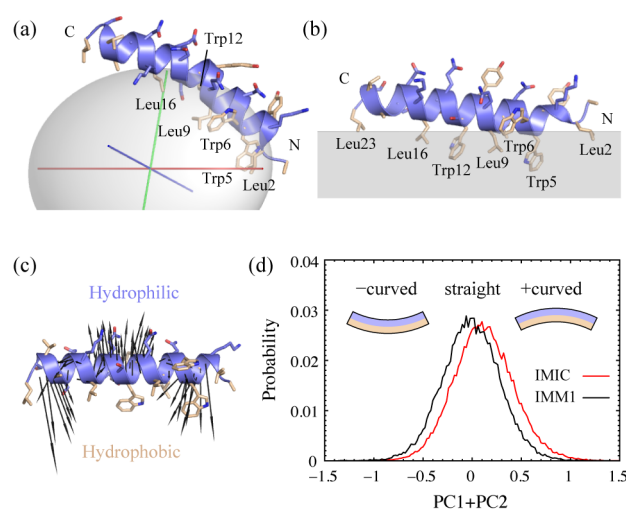 (a)
C
Trp12
Leu16
Leu9
Trp6
N
Trp5
Leu2
(b)
C
N
Leu23
Leu16
Trp12
Leu9
Trp6
Leu2
Trp5
(c)
Hydrophilic
Hydrophobic
(d)
0.04
0.03
0.02
0.01
0
Probability
−curved straight +curved
IMIC
IMM1
−1.5 −1 −0.5 0 0.5 1 1.5
PC1+PC2